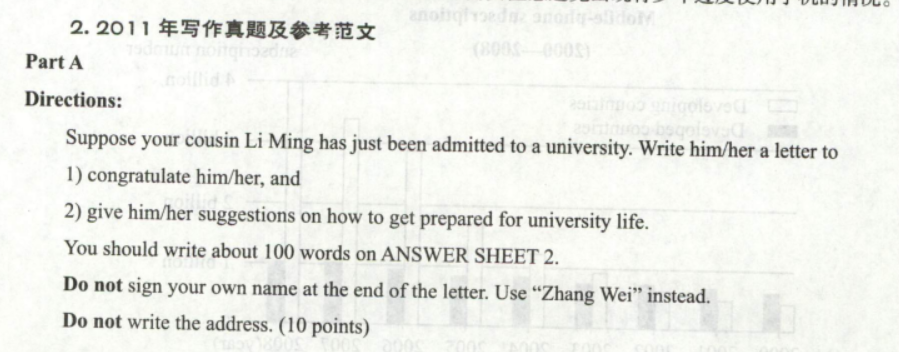 2. 2011 年写作真题及参考范文
Part A
Directions:
Suppose your cousin Li Ming has just been admitted to a university. Write him/her a letter to
1) congratulate him/her, and
2) give him/her suggestions on how to get prepared for university life.
You should write about 100 words on ANSWER SHEET 2.
Do not sign your own name at the end of the letter. Use “Zhang Wei” instead.
Do not write the address. (10 points)